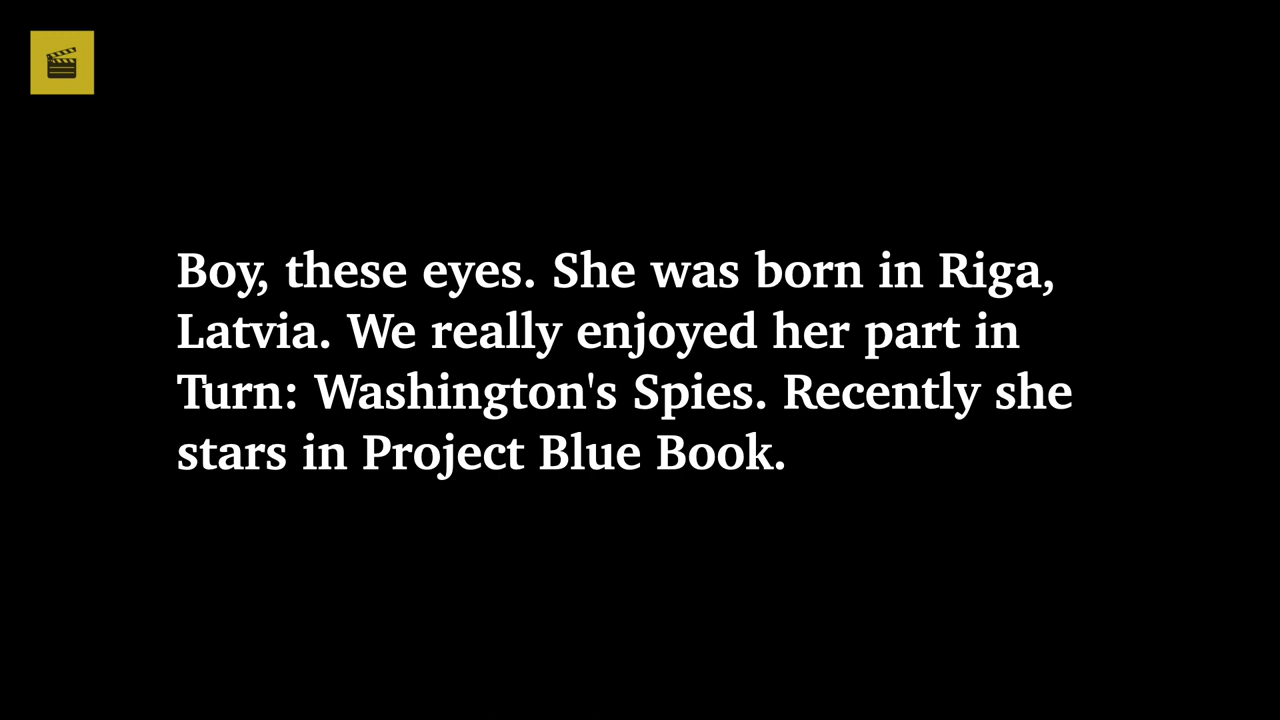 Boy, these eyes. She was born in Riga,
Latvia. We really enjoyed her part in
Turn: Washington's Spies. Recently she
stars in Project Blue Book.